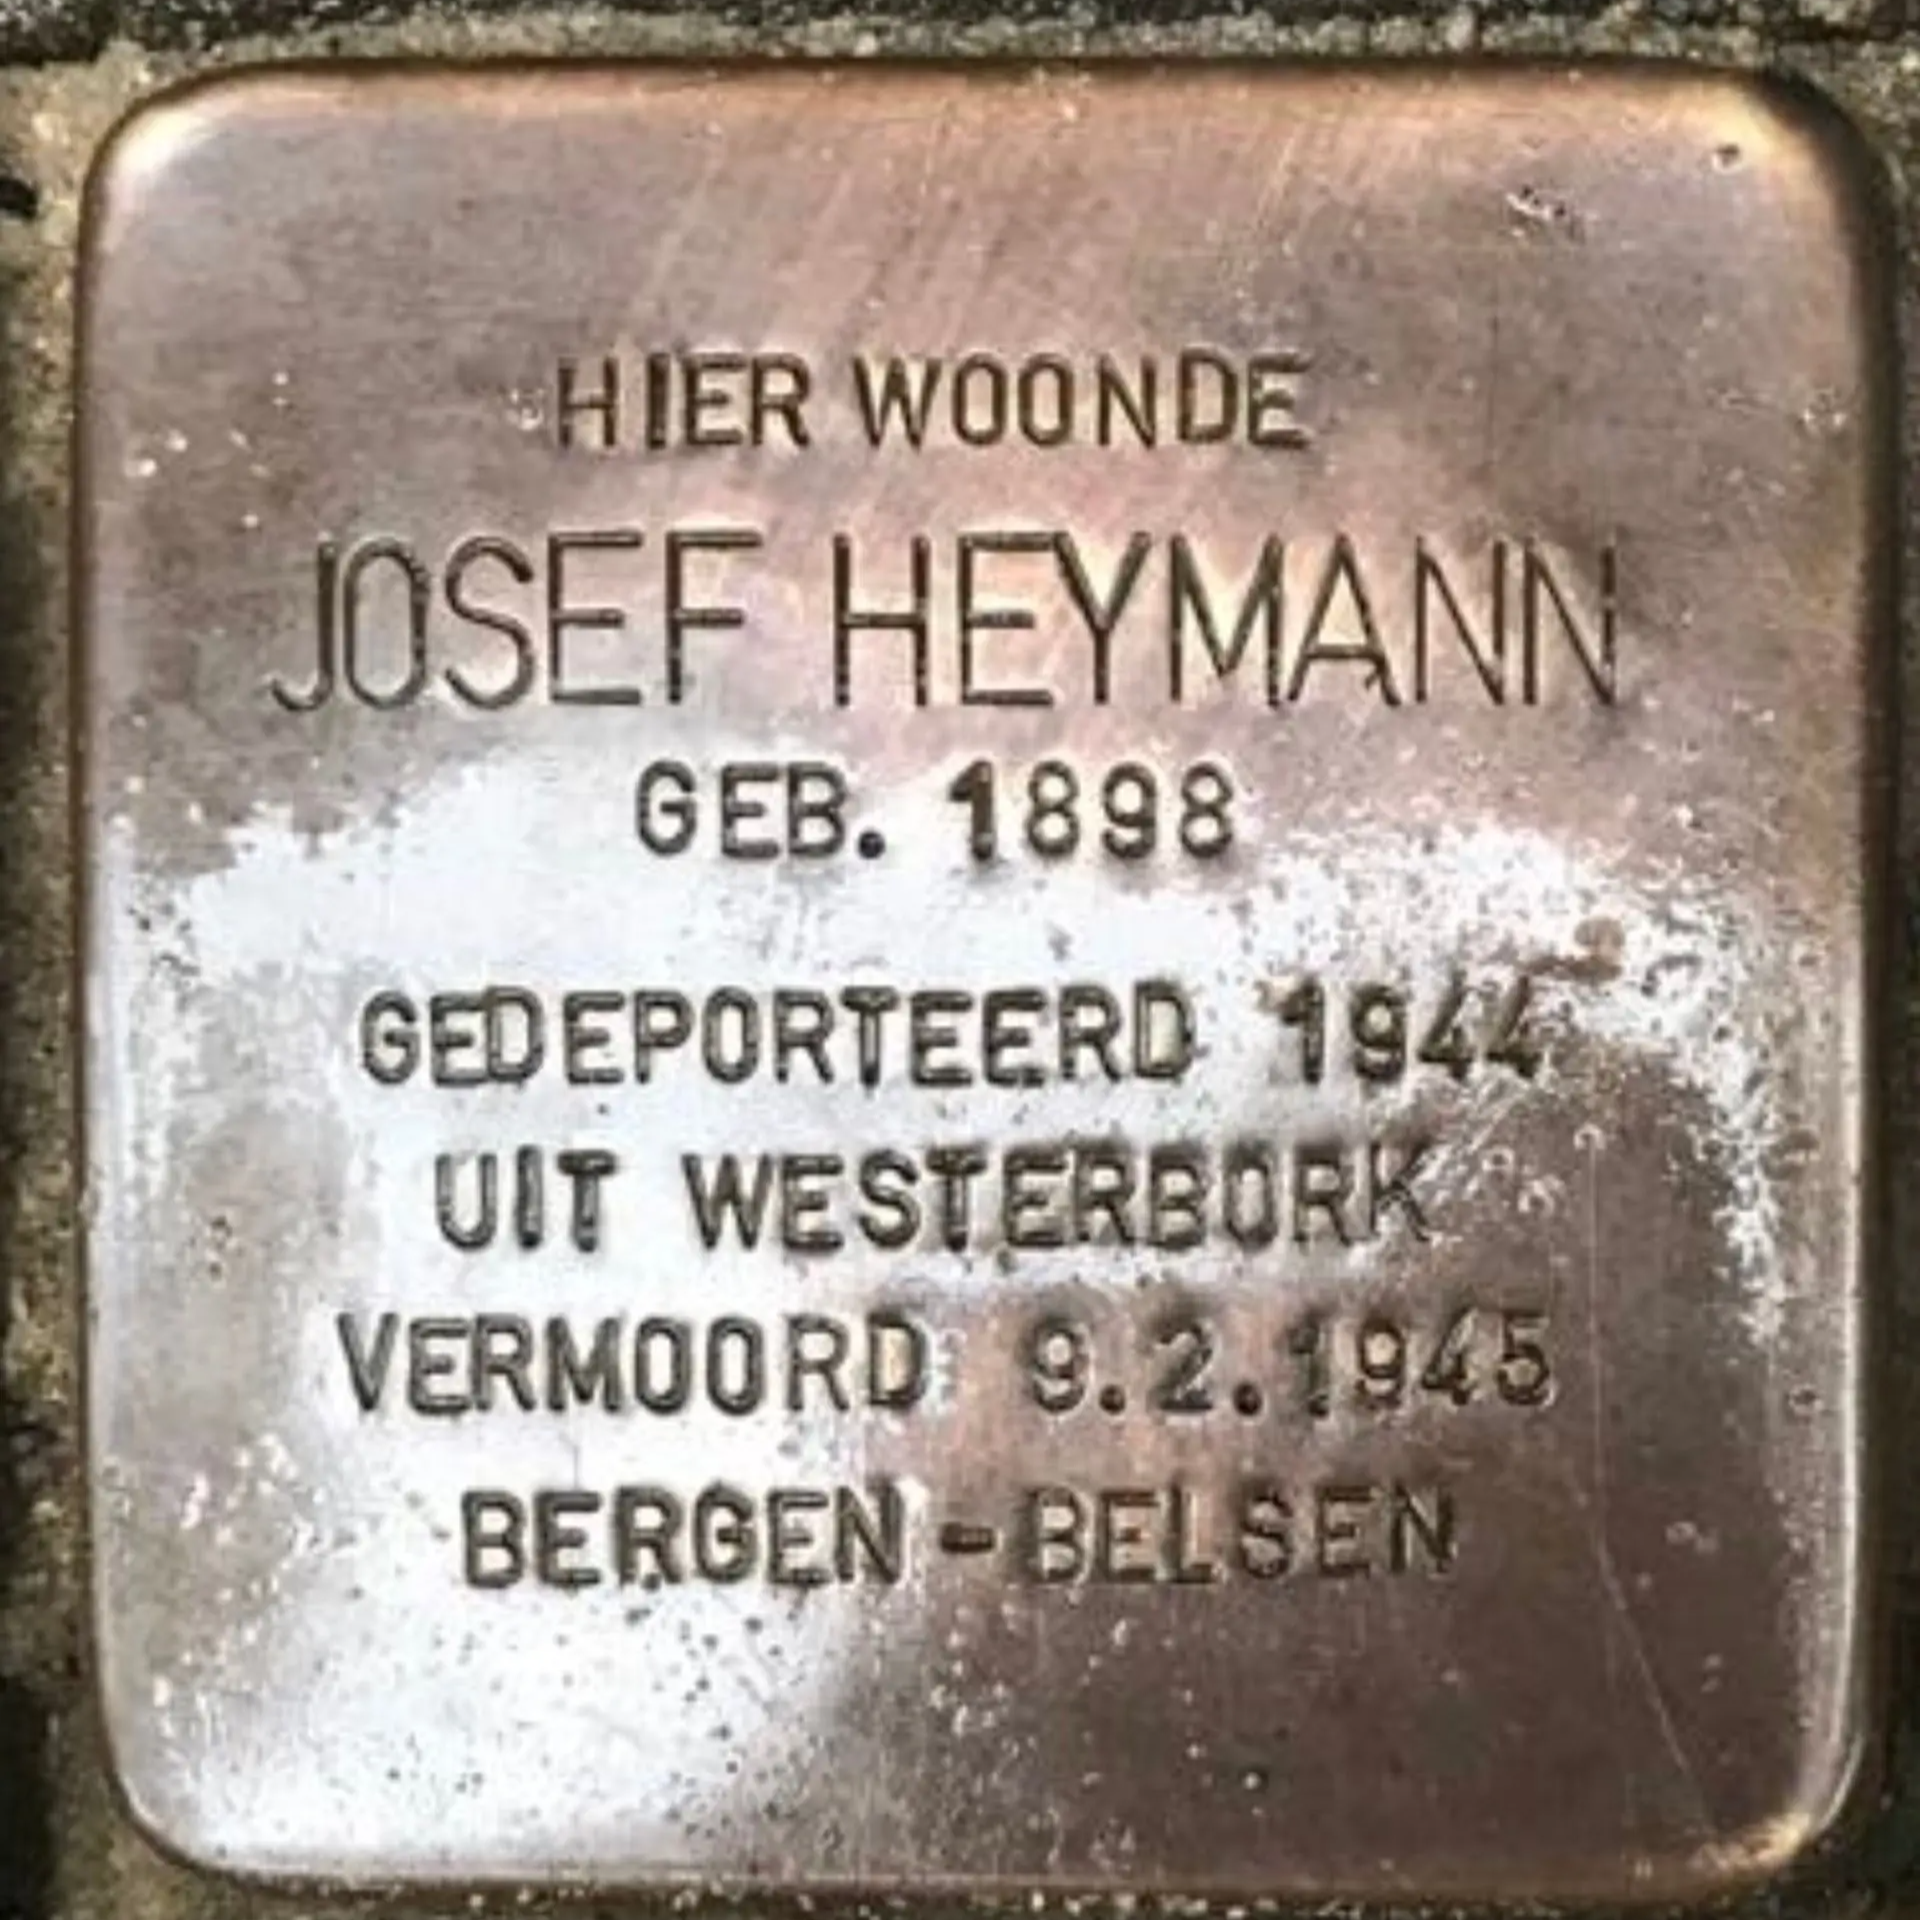 HIER WOONDE
JOSEF HEYMANN
GEB. 1898
GEDEPORTEERD 1944
UIT WESTERBORK
VERMOORD 9.2.1945
BERGEN-BELSEN